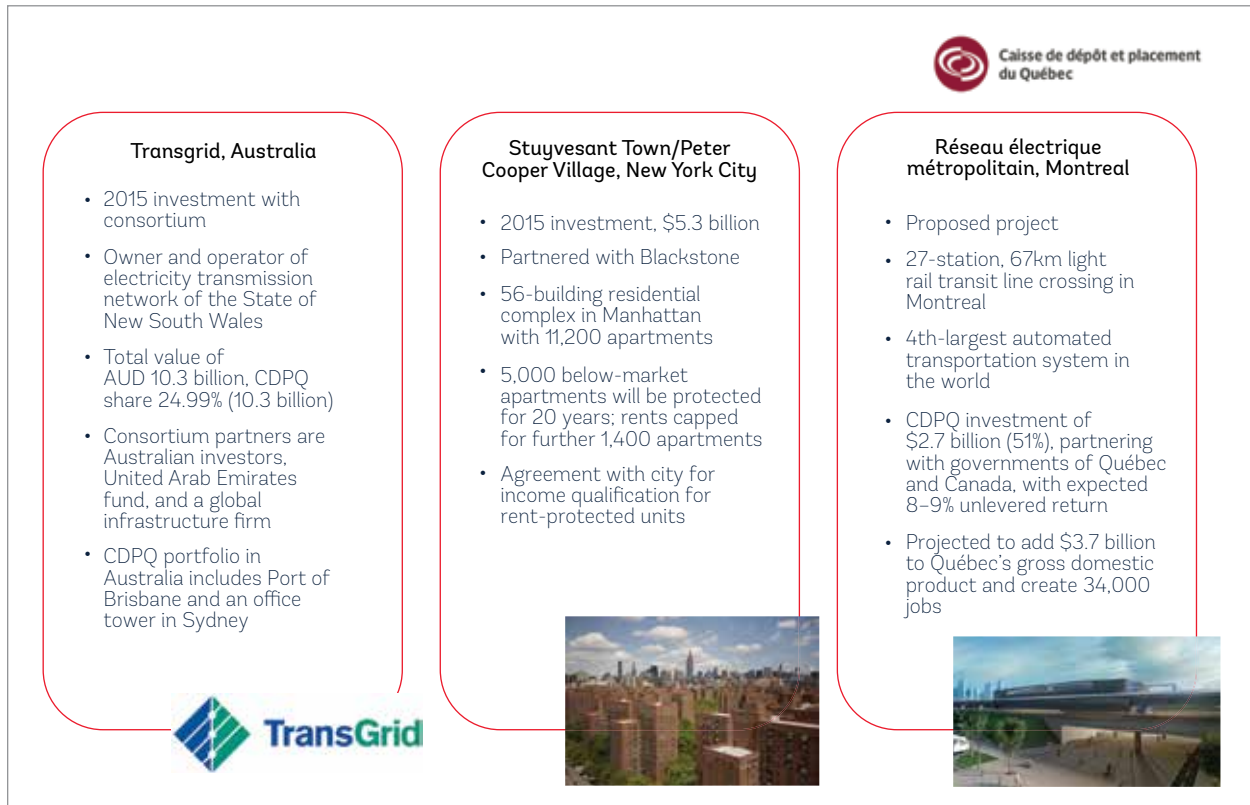 Caisse de dépôt et placement
du Québec
Transgrid, Australia
• 2015 investment with
consortium
• Owner and operator of
electricity transmission
network of the State of
New South Wales
• Total value of
AUD 10.3 billion, CDPQ
share 24.99% (10.3 billion)
• Consortium partners are
Australian investors,
United Arab Emirates
fund, and a global
infrastructure firm
• CDPQ portfolio in
Australia includes Port of
Brisbane and an office
tower in Sydney
TransGrid
Stuyvesant Town/Peter
Cooper Village, New York City
• 2015 investment, $5.3 billion
• Partnered with Blackstone
• 56-building residential
complex in Manhattan
with 11,200 apartments
• 5,000 below-market
apartments will be protected
for 20 years; rents capped
for further 1,400 apartments
• Agreement with city for
income qualification for
rent-protected units
Réseau électrique
métropolitain, Montreal
• Proposed project
• 27-station, 67km light
rail transit line crossing in
Montreal
• 4th-largest automated
transportation system in
the world
• CDPQ investment of
$2.7 billion (51%), partnering
with governments of Québec
and Canada, with expected
8–9% unlevered return
• Projected to add $3.7 billion
to Québec's gross domestic
product and create 34,000
jobs